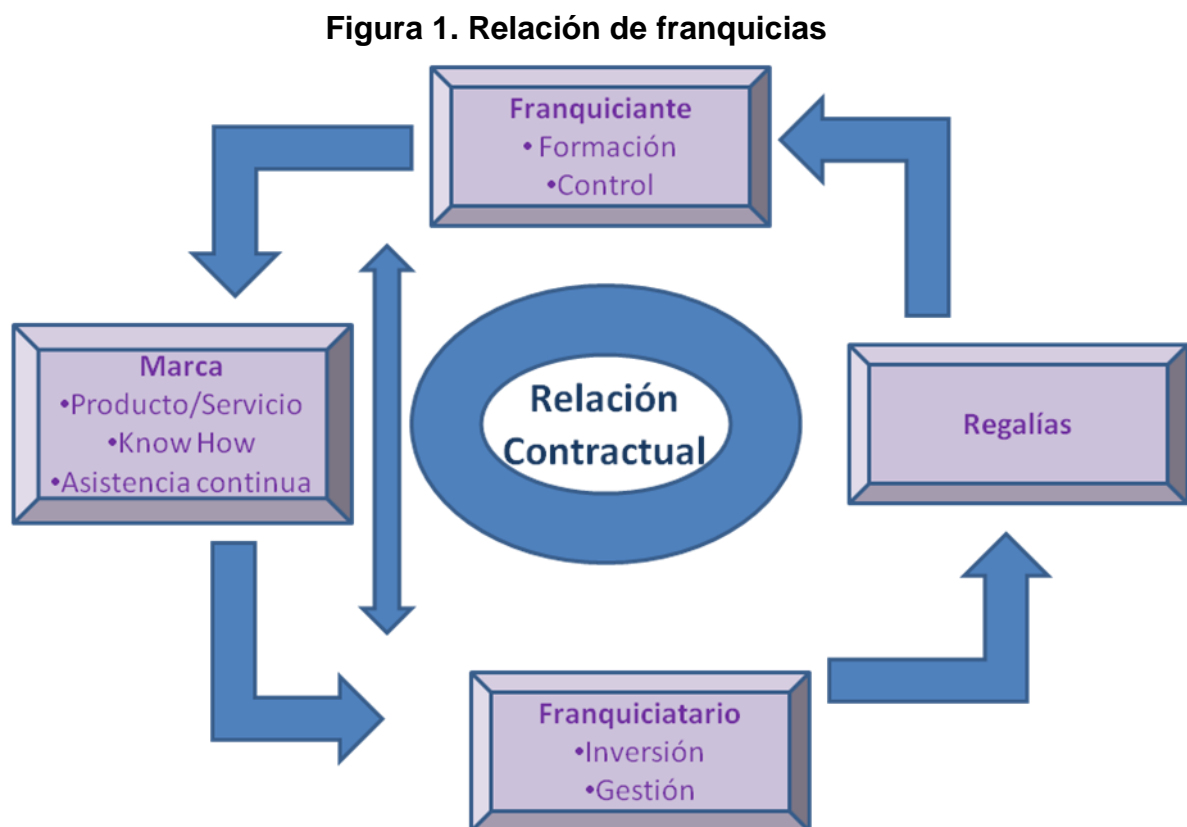 Figura 1. Relación de franquicias
Franquiciante
• Formación
•Control
Marca
•Producto/Servicio
•Know How
•Asistencia continua
Relación
Contractual
Regalías
Franquiciatario
•Inversión
•Gestión